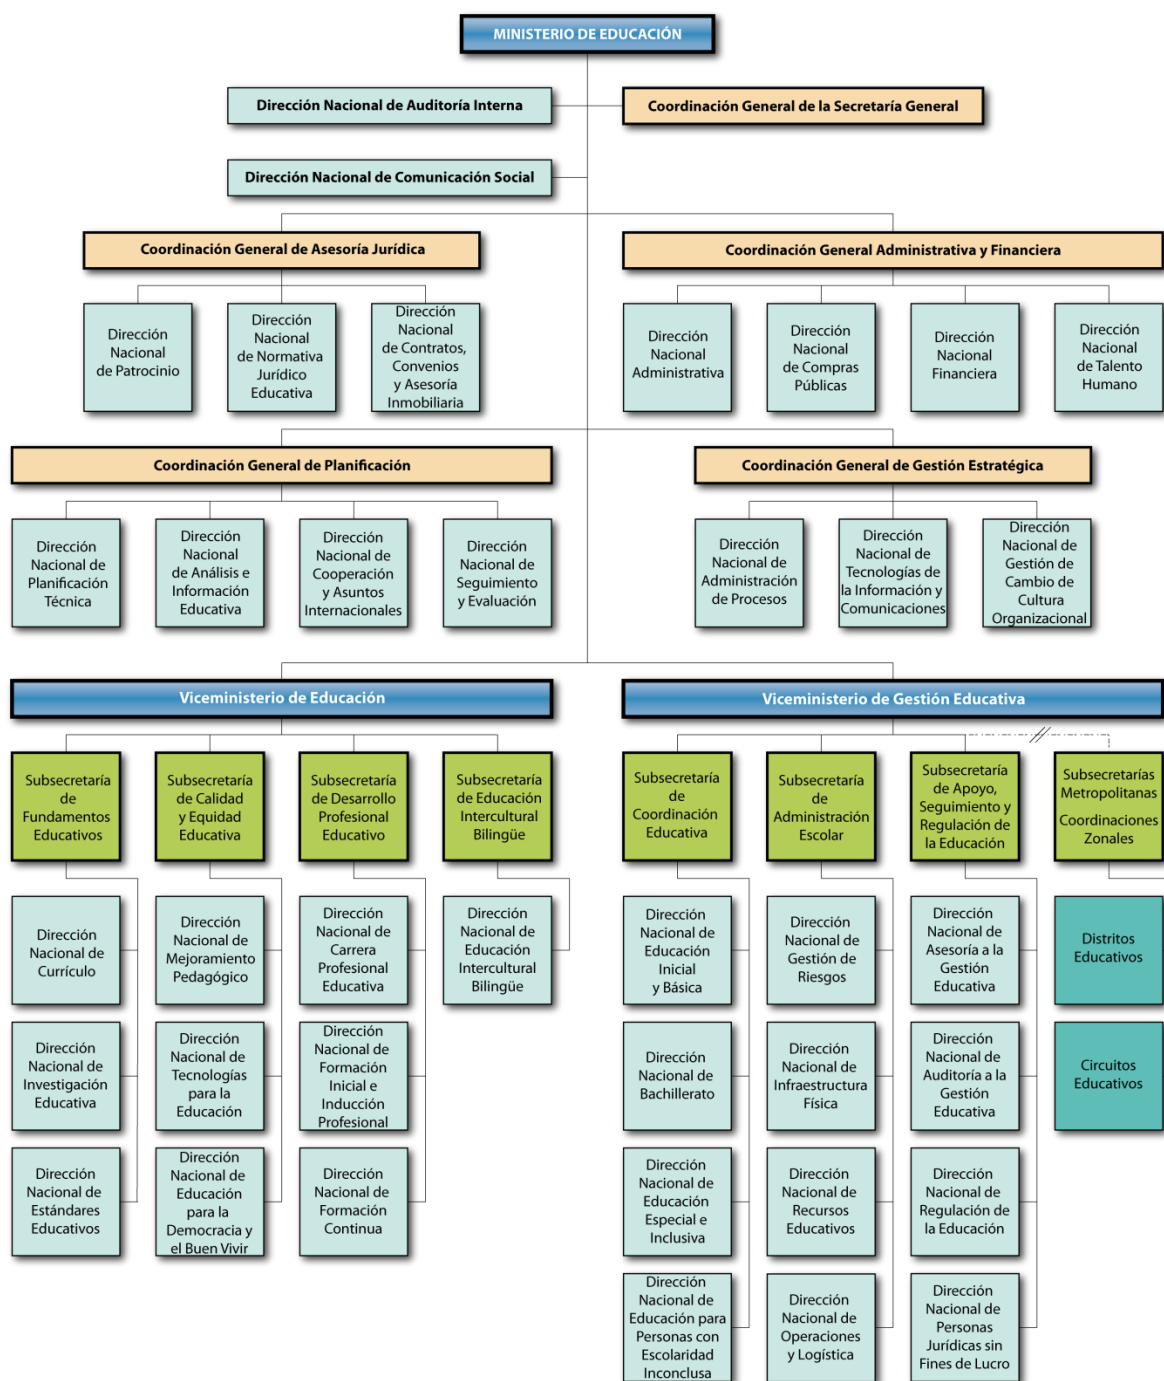 MINISTERIO DE EDUCACIÓN
Dirección Nacional de Auditoría Interna
Coordinación General de la Secretaría General
Dirección Nacional de Comunicación Social
Coordinación General de Asesoría Jurídica
Coordinación General Administrativa y Financiera
Dirección
Nacional
de Patrocinio
Dirección
Nacional
de Normativa
Jurídico
Educativa
Dirección
Nacional
de Contratos,
Convenios
y Asesoría
Inmobiliaria
Dirección
Nacional
Administrativa
Dirección
Nacional
de Compras
Públicas
Dirección
Nacional
Financiera
Dirección
Nacional
de Talento
Humano
Coordinación General de Planificación
Coordinación General de Gestión Estratégica
Dirección
Nacional de
Planificación
Técnica
Dirección
Nacional
de Análisis e
Información
Educativa
Dirección
Nacional de
Cooperación
y Asuntos
Internacionales
Dirección
Nacional de
Seguimiento
y Evaluación
Dirección
Nacional de
Administración
de Procesos
Dirección
Nacional de
Tecnologías de
la Información y
Comunicaciones
Dirección
Nacional de
Gestión de
Cambio de
Cultura
Organizacional
Viceministerio de Educación
Viceministerio de Gestión Educativa
Subsecretaría
de
Fundamentos
Educativos
Subsecretaría
de Calidad
y Equidad
Educativa
Subsecretaría
de Desarrollo
Profesional
Educativo
Subsecretaría
de Educación
Intercultural
Bilingüe
Subsecretaría
de
Coordinación
Educativa
Subsecretaría
de
Administración
Escolar
Subsecretaría
de Apoyo,
Seguimiento y
Regulación de
la Educación
Subsecretarías
Metropolitanas
Coordinaciones
Zonales
Dirección
Nacional de
Currículo
Dirección
Nacional de
Mejoramiento
Pedagógico
Dirección
Nacional de
Carrera
Profesional
Educativa
Dirección
Nacional de
Educación
Intercultural
Bilingüe
Dirección
Nacional de
Educación
Inicial
y Básica
Dirección
Nacional de
Gestión de
Riesgos
Dirección
Nacional de
Asesoría a la
Gestión
Educativa
Distritos
Educativos
Dirección
Nacional de
Investigación
Educativa
Dirección
Nacional de
Tecnologías
para la
Educación
Dirección
Nacional de
Formación
Inicial e
Inducción
Profesional
Dirección
Nacional de
Bachillerato
Dirección
Nacional de
Infraestructura
Física
Dirección
Nacional de
Auditoría a la
Gestión
Educativa
Circuitos
Educativos
Dirección
Nacional de
Estándares
Educativos
Dirección
Nacional de
Educación
para la
Democracia y
el Buen Vivir
Dirección
Nacional de
Formación
Continua
Dirección
Nacional de
Educación
Especial e
Inclusiva
Dirección
Nacional de
Recursos
Educativos
Dirección
Nacional de
Regulación de
la Educación
Dirección
Nacional de
Educación para
Personas con
Escolaridad
Inconclusa
Dirección
Nacional de
Operaciones
y Logística
Dirección
Nacional de
Personas
Jurídicas sin
Fines de Lucro